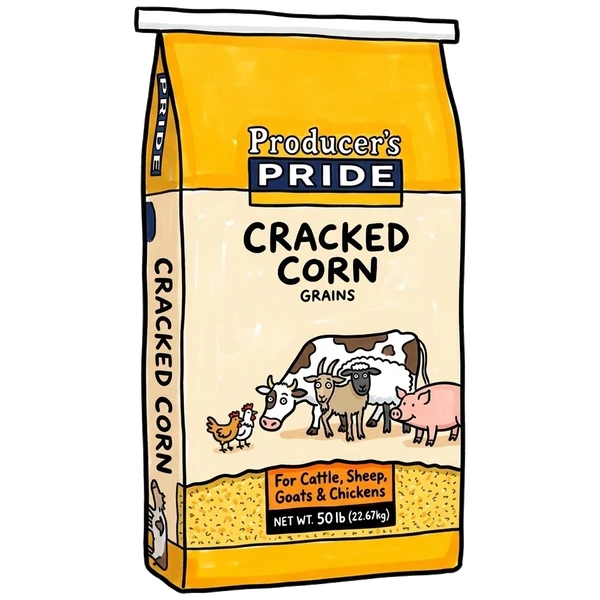 Producer's
PRIDE
CRACKED
CORN
GRAINS
For Cattle, Sheep,
Goats & Chickens
NET WT. 50 lb (22.67kg)
PRIDE
CRACKED CORN